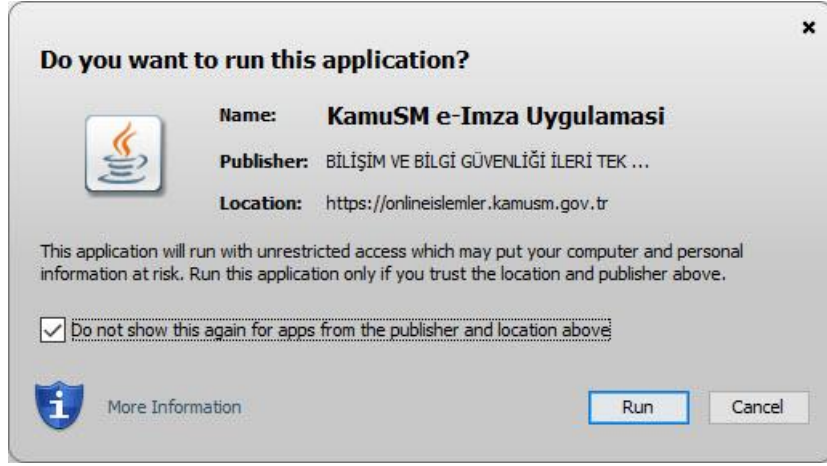 Do you want to run this application?
Name: KamuSM e-Imza Uygulamasi
Publisher: BİLİŞİM VE BİLGİ GÜVENLİĞİ İLERİ TEK ...
Location: https://onlineislemler.kamusm.gov.tr
This application will run with unrestricted access which may put your computer and personal
information at risk. Run this application only if you trust the location and publisher above.
Do not show this again for apps from the publisher and location above
More Information
Run Cancel